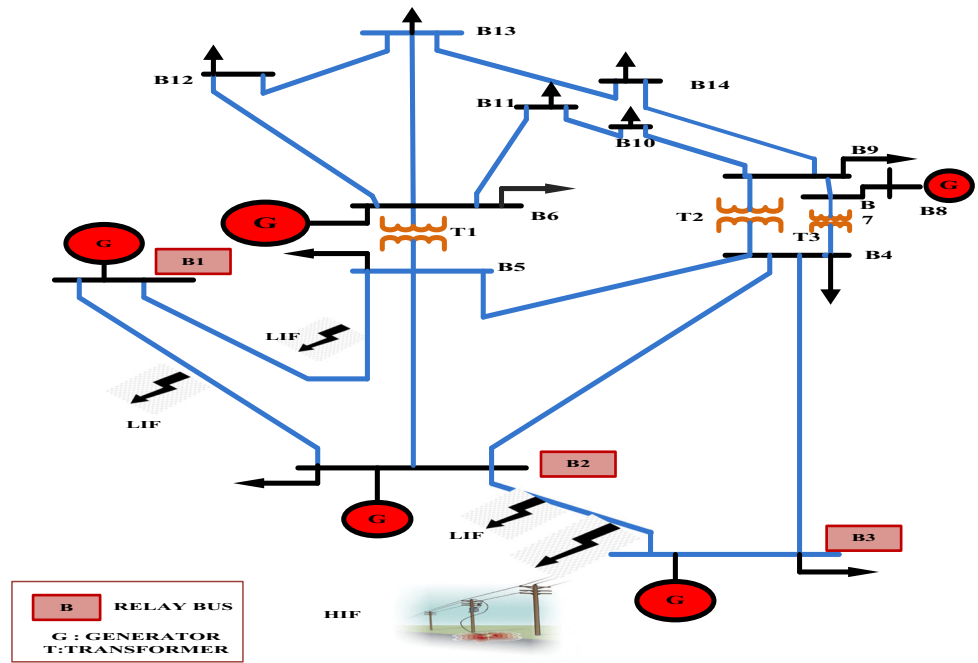 B13
B12
B14
B11
B10
B9
G
B8
B
7
B6
G
T1
T2
T3
B4
G
B1
B5
LIF
LIF
B2
G
LIF
B3
G
HIF
B RELAY BUS
G : GENERATOR
T:TRANSFORMER